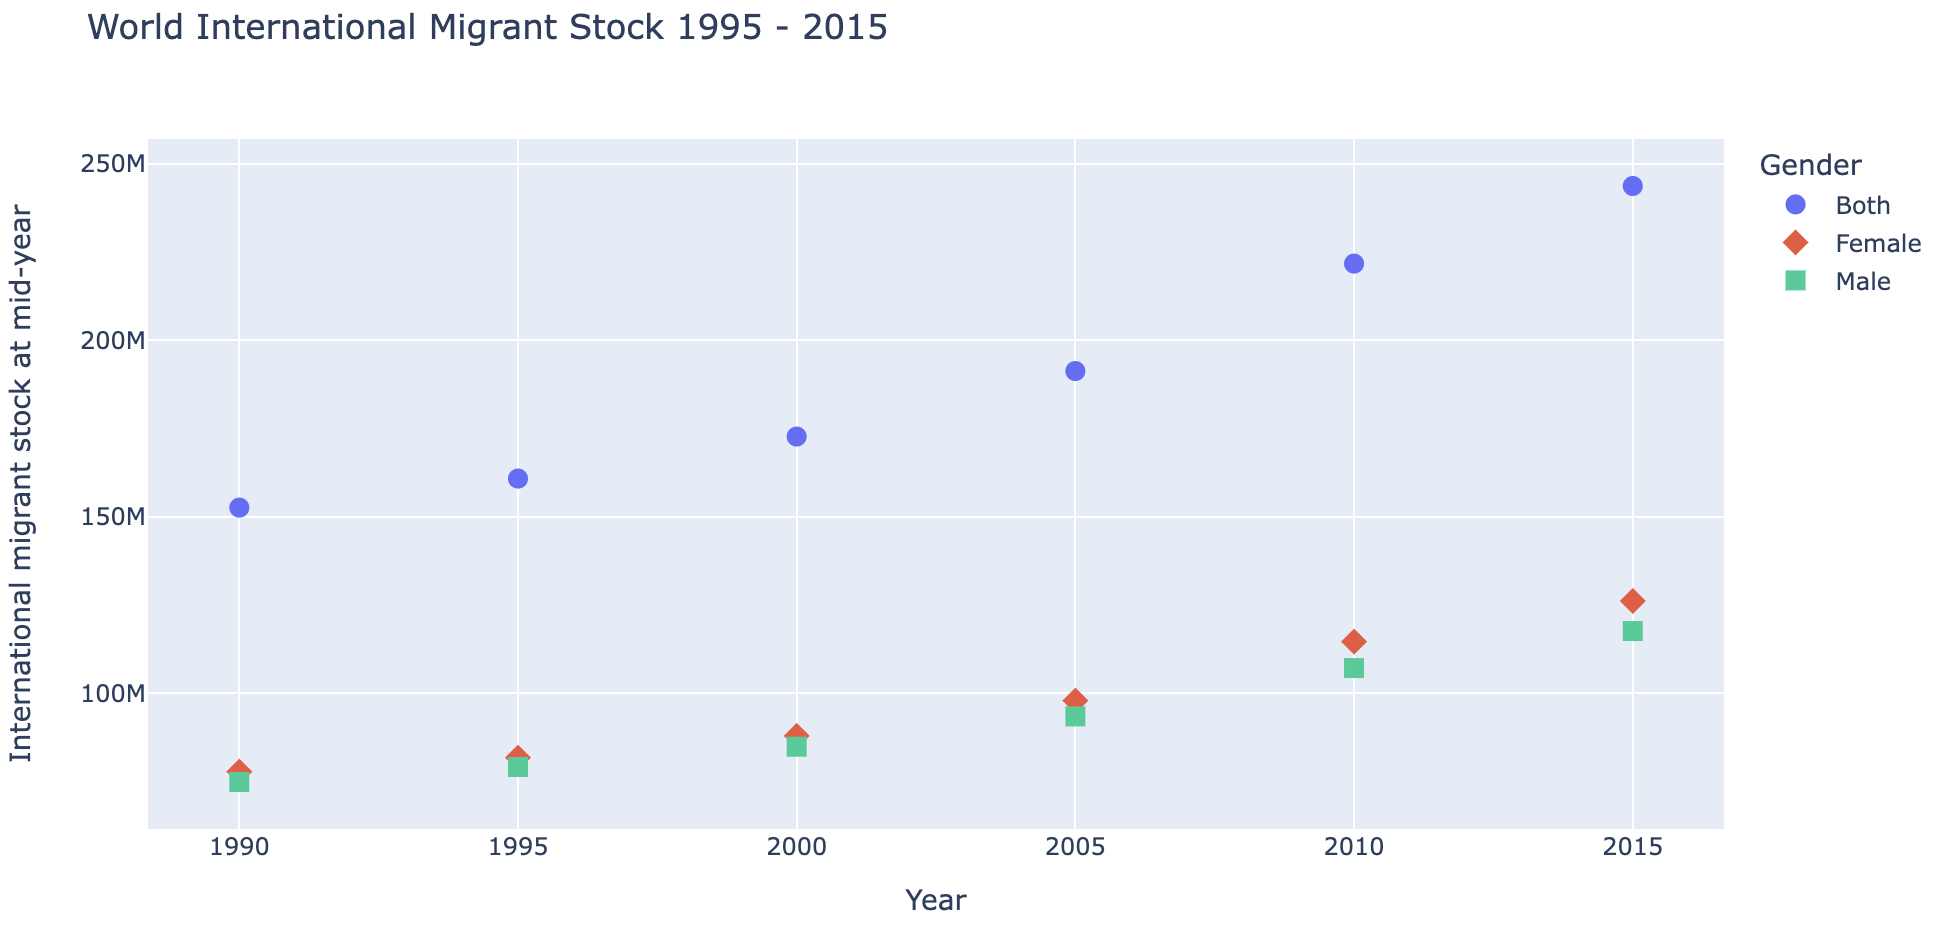 World International Migrant Stock 1995 - 2015
International migrant stock at mid-year
250M
200M
150M
100M
1990 1995 2000 2005 2010 2015
Year
Gender
Both
Female
Male